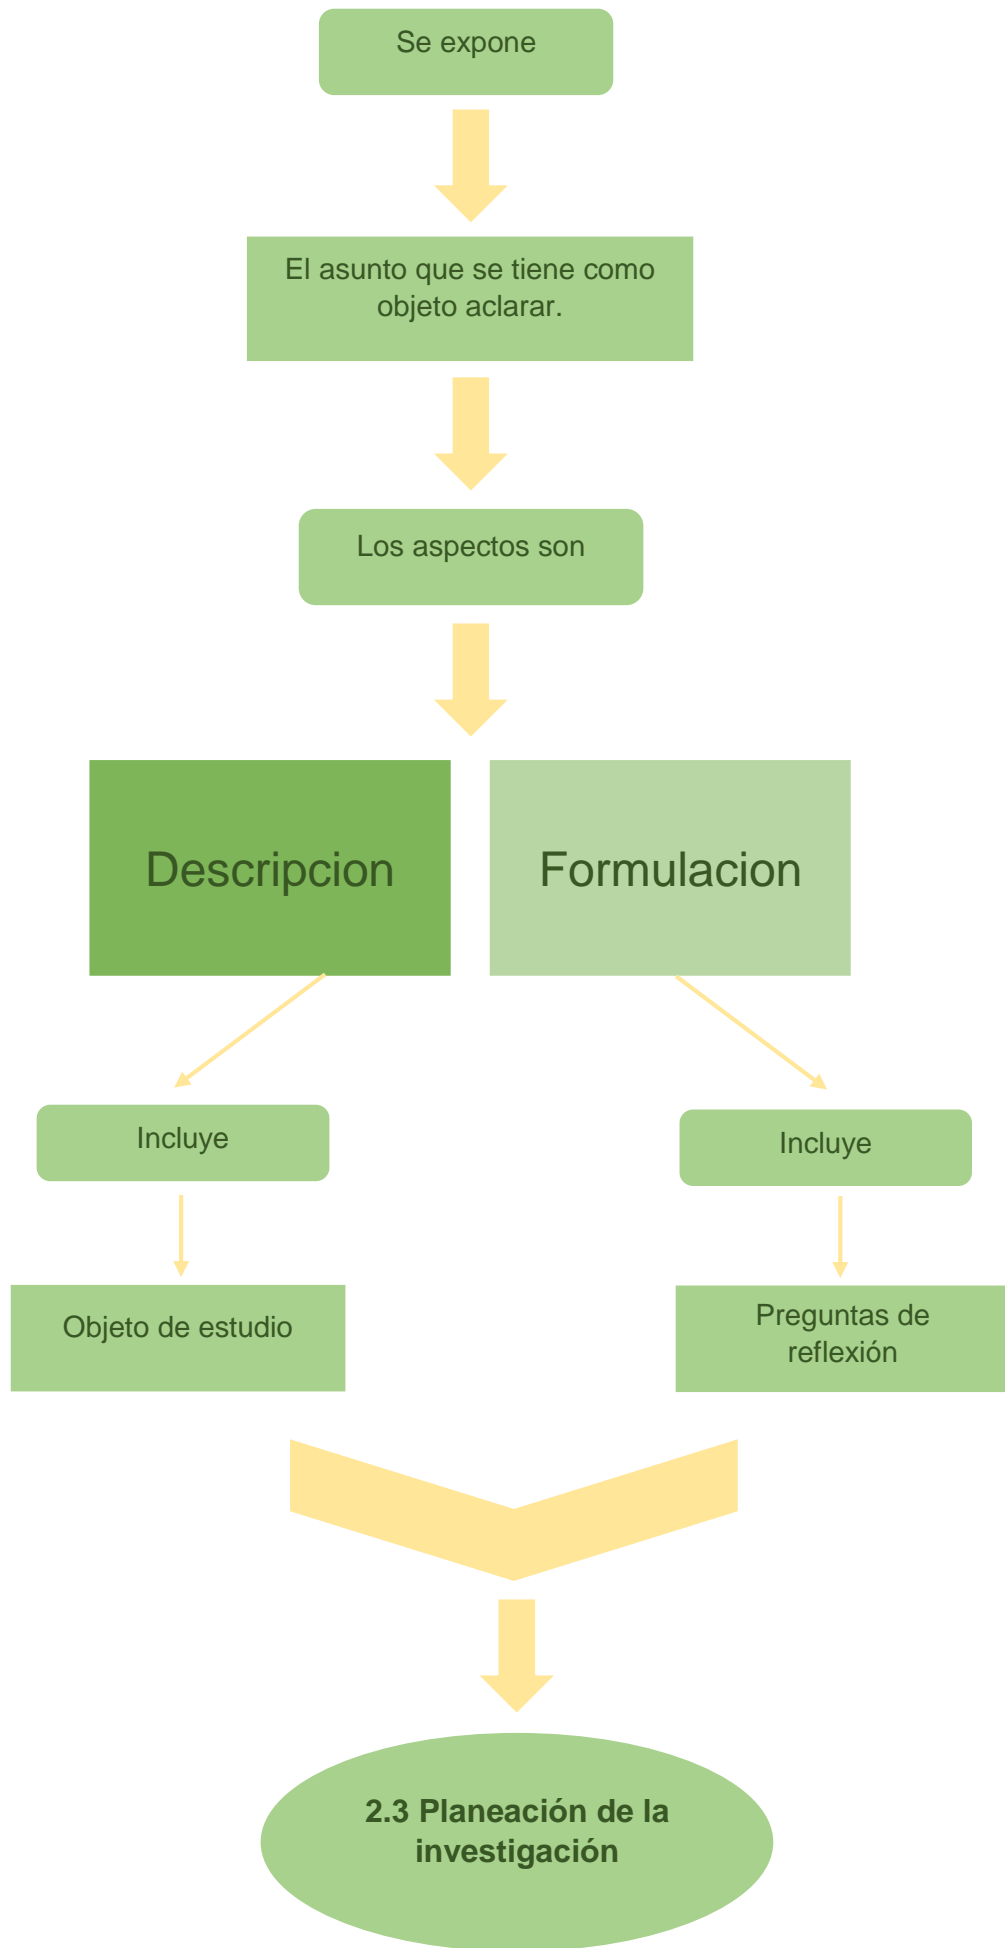 Se expone
El asunto que se tiene como
objeto aclarar.
Los aspectos son
Descripcion
Formulacion
Incluye
Incluye
Objeto de estudio
Preguntas de
reflexión
2.3 Planeación de la
investigación